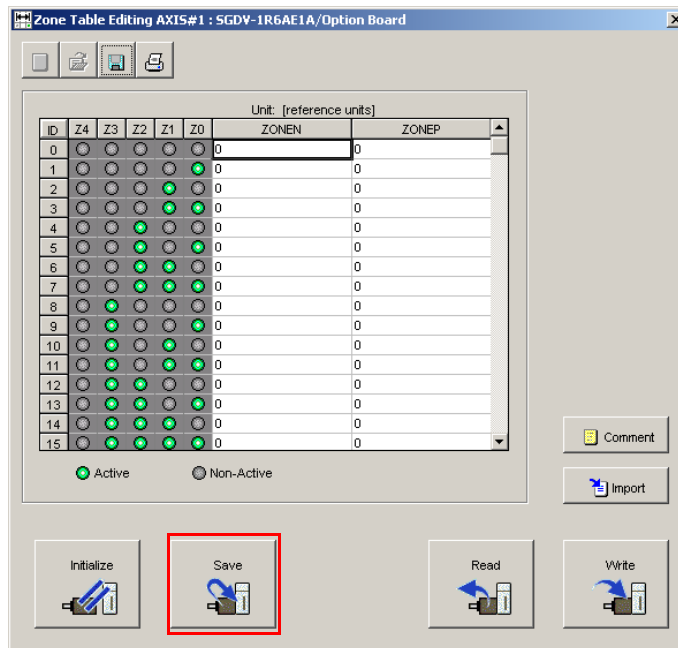 Zone Table Editing AXIS#1 : SGDV-1R6AE1A/Option Board
Unit: [reference units]
ID Z4 Z3 Z2 Z1 Z0 ZONEN ZONEP
0 0 0
1 0 0
2 0 0
3 0 0
4 0 0
5 0 0
6 0 0
7 0 0
8 0 0
9 0 0
10 0 0
11 0 0
12 0 0
13 0 0
14 0 0
15 0 0
Active Non-Active
Comment
Import
Initialize Save Read Write